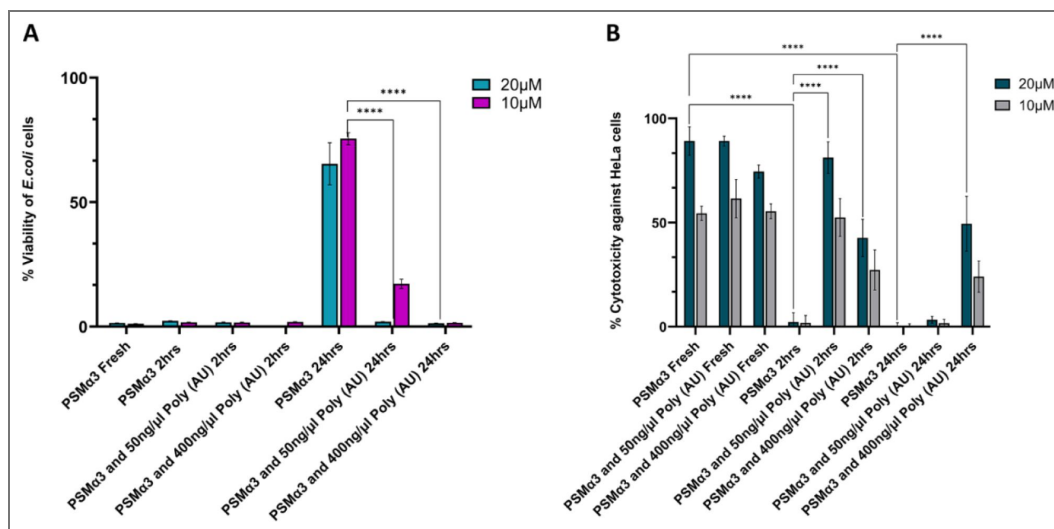 A
% Viability of E.coli cells
100
50
0
20µM
10µM
****
****
PSMα3 Fresh
PSMα3 2hrs
PSMα3 and 50ng/µl Poly (AU) 2hrs
PSMα3 and 400ng/µl Poly (AU) 2hrs
PSMα3 24hrs
PSMα3 and 50ng/µl Poly (AU) 24hrs
PSMα3 and 400ng/µl Poly (AU) 24hrs
B
% Cytotoxicity against HeLa cells
100
50
0
20µM
10µM
****
****
****
****
****
PSMα3 Fresh
PSMα3 and 50ng/µl Poly (AU) Fresh
PSMα3 and 400ng/µl Poly (AU) Fresh
PSMα3 2hrs
PSMα3 and 50ng/µl Poly (AU) 2hrs
PSMα3 and 400ng/µl Poly (AU) 2hrs
PSMα3 24hrs
PSMα3 and 50ng/µl Poly (AU) 24hrs
PSMα3 and 400ng/µl Poly (AU) 24hrs